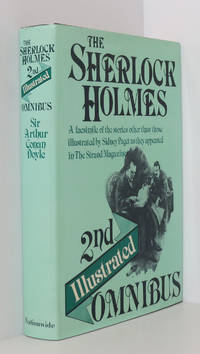 THE
SHERLOCK
HOLMES
2nd
Illustrated
OMNIBUS
Sir
Arthur
Conan
Doyle
Nationwide
THE
SHERLOCK
HOLMES
A facsimile of the stories other than those
illustrated by Sidney Paget as they appeared
in The Strand Magazine
2nd
Illustrated
OMNIBUS